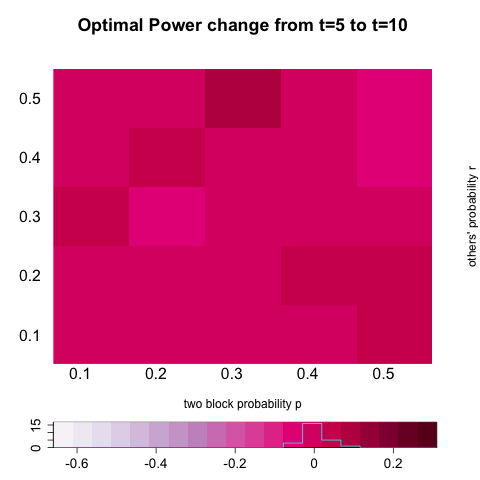 Optimal Power change from t=5 to t=10
0.5
0.4
0.3
0.2
0.1
others' probability r
0.1 0.2 0.3 0.4 0.5
two block probability p
0 15
-0.6 -0.4 -0.2 0 0.2